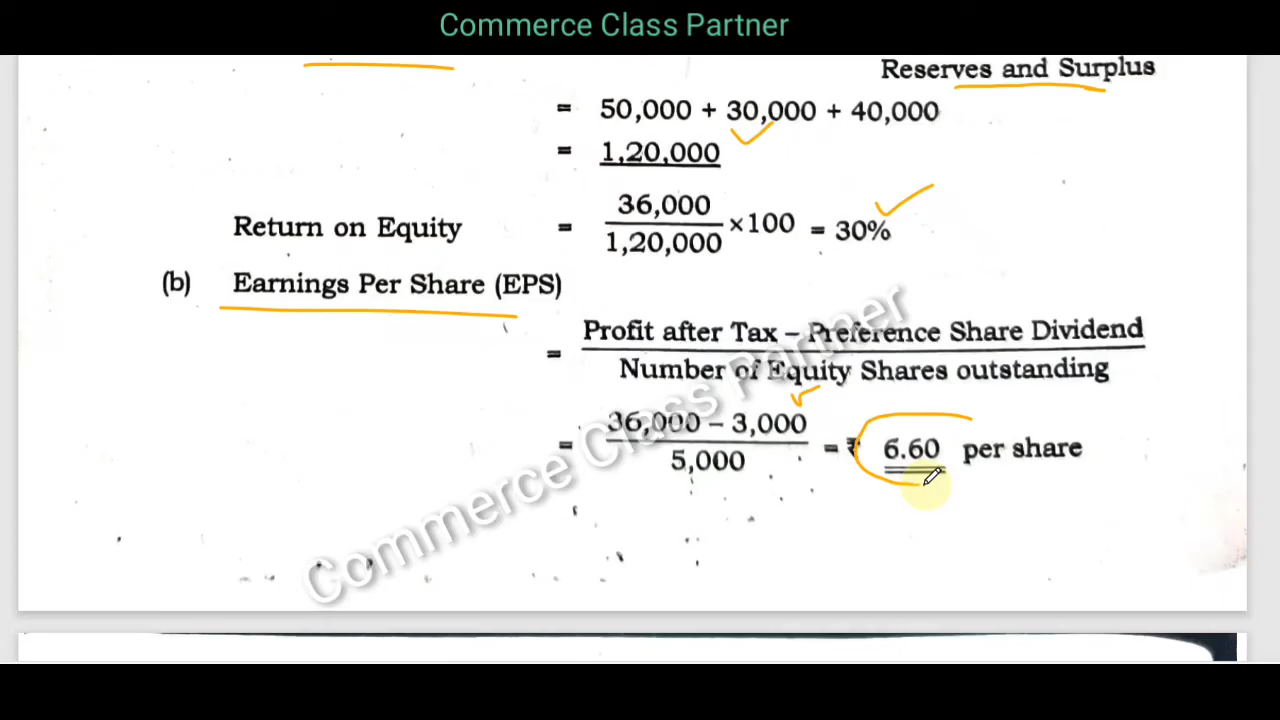 Commerce Class Partner
Reserves and Surplus
= 50,000 + 30,000 + 40,000
= 1,20,000
Return on Equity = 36,000 / 1,20,000 ×100 = 30%
(b) Earnings Per Share (EPS)
= Profit after Tax – Preference Share Dividend / Number of Equity Shares outstanding
= 36,000 – 3,000 / 5,000 = ₹ 6.60 per share
Commerce Class Partner